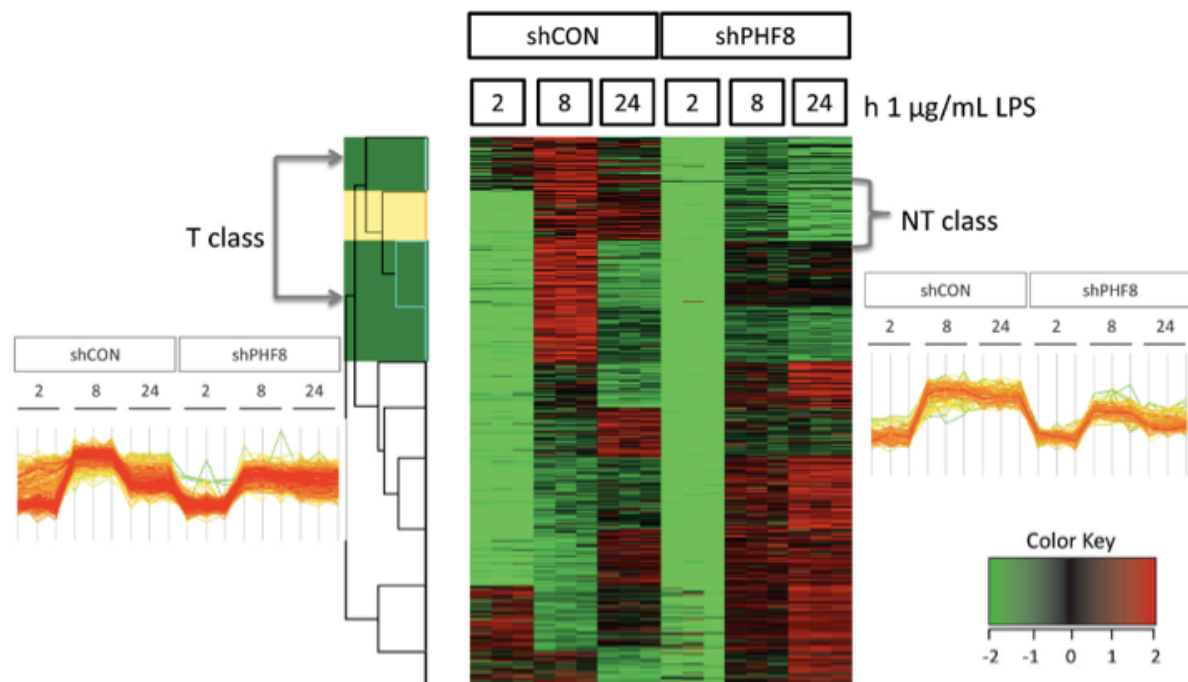 shCON shPHF8
2 8 24 2 8 24 h 1 µg/mL LPS
T class
NT class
shCON shPHF8
2 8 24 2 8 24
shCON shPHF8
2 8 24 2 8 24
Color Key
-2 -1 0 1 2